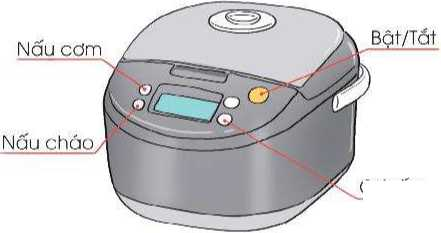 Nấu cơm
Bật/Tắt
Nấu cháo